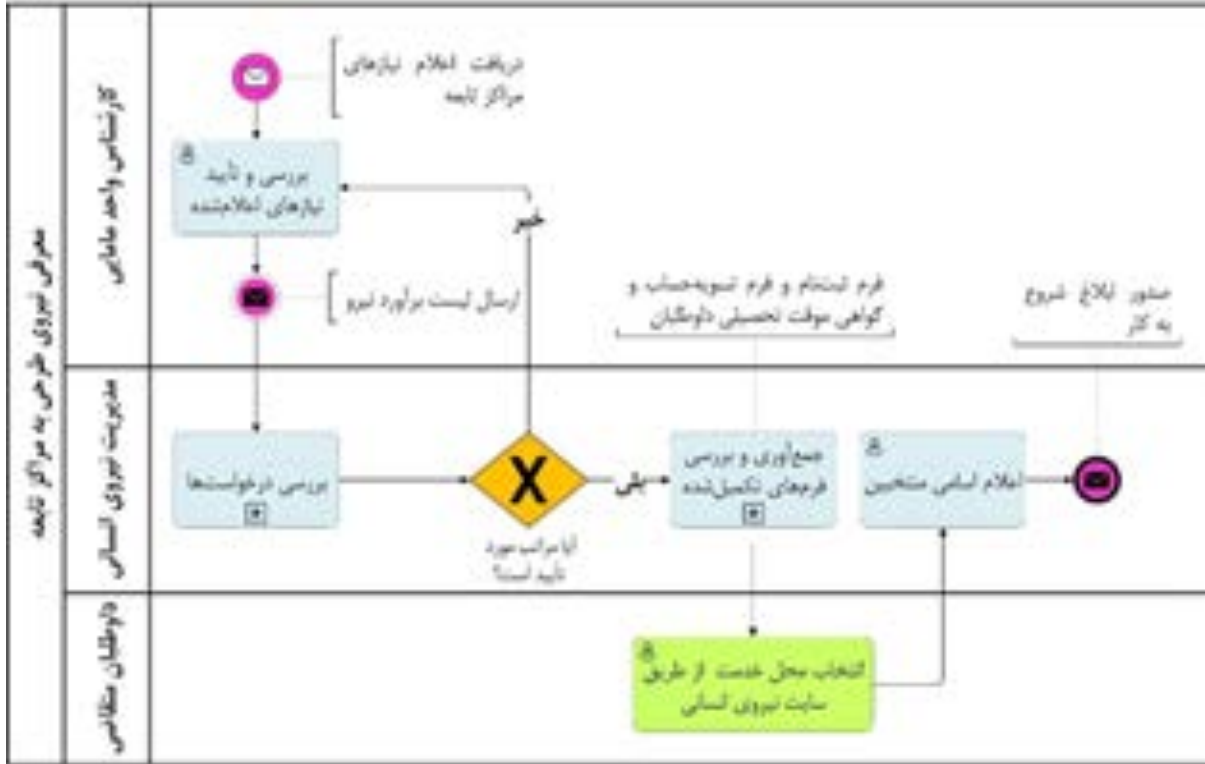 معرفی نیروی طرحی به مراکز تابعه
کارشناس واحد مامایی
دریافت اعلام نیازهای
مراکز تابعه
بررسی و تأیید
نیازهای اعلام‌شده
ارسال لیست برآورد نیرو
خیر
فرم ثبت‌نام و فرم تسویه‌حساب و
گواهی موقت تحصیلی داوطلبان
صدور ابلاغ شروع
به کار
مدیریت نیروی انسانی
بررسی درخواست‌ها
X
آیا مراتب مورد
تأیید است؟
بلی
جمع‌آوری و بررسی
فرم‌های تکمیل‌شده
اعلام اسامی منتخبین
داوطلبان متقاضی
انتخاب محل خدمت از طریق
سایت نیروی انسانی